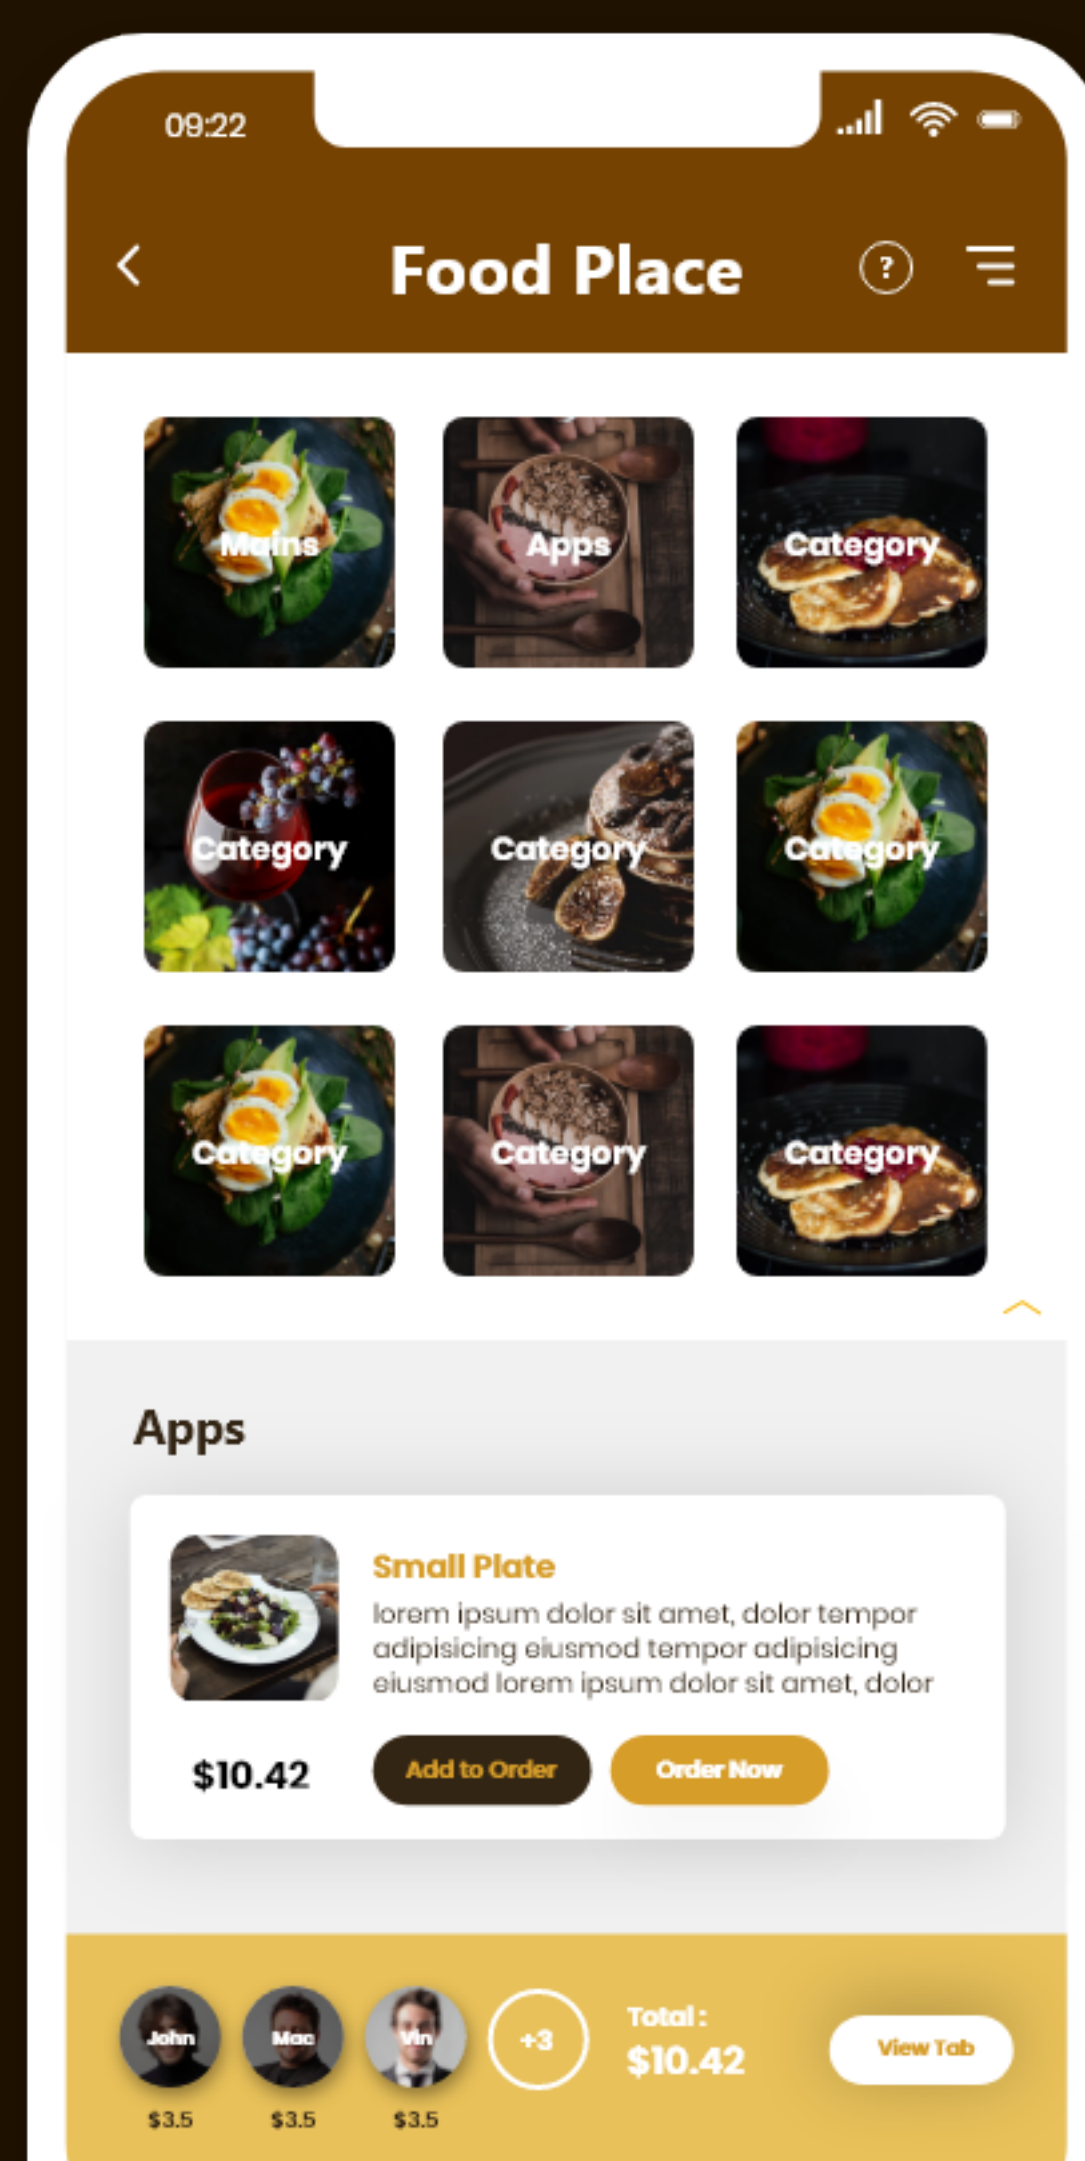 09:22
Food Place
?
Mains
Apps
Category
Category
Category
Category
Category
Category
Category
Apps
Small Plate
lorem ipsum dolor sit amet, dolor tempor
adipisicing eiusmod tempor adipisicing
eiusmod lorem ipsum dolor sit amet, dolor
$10.42
Add to Order
Order Now
John
Mac
Vin
+3
Total :
$10.42
View Tab
$3.5
$3.5
$3.5